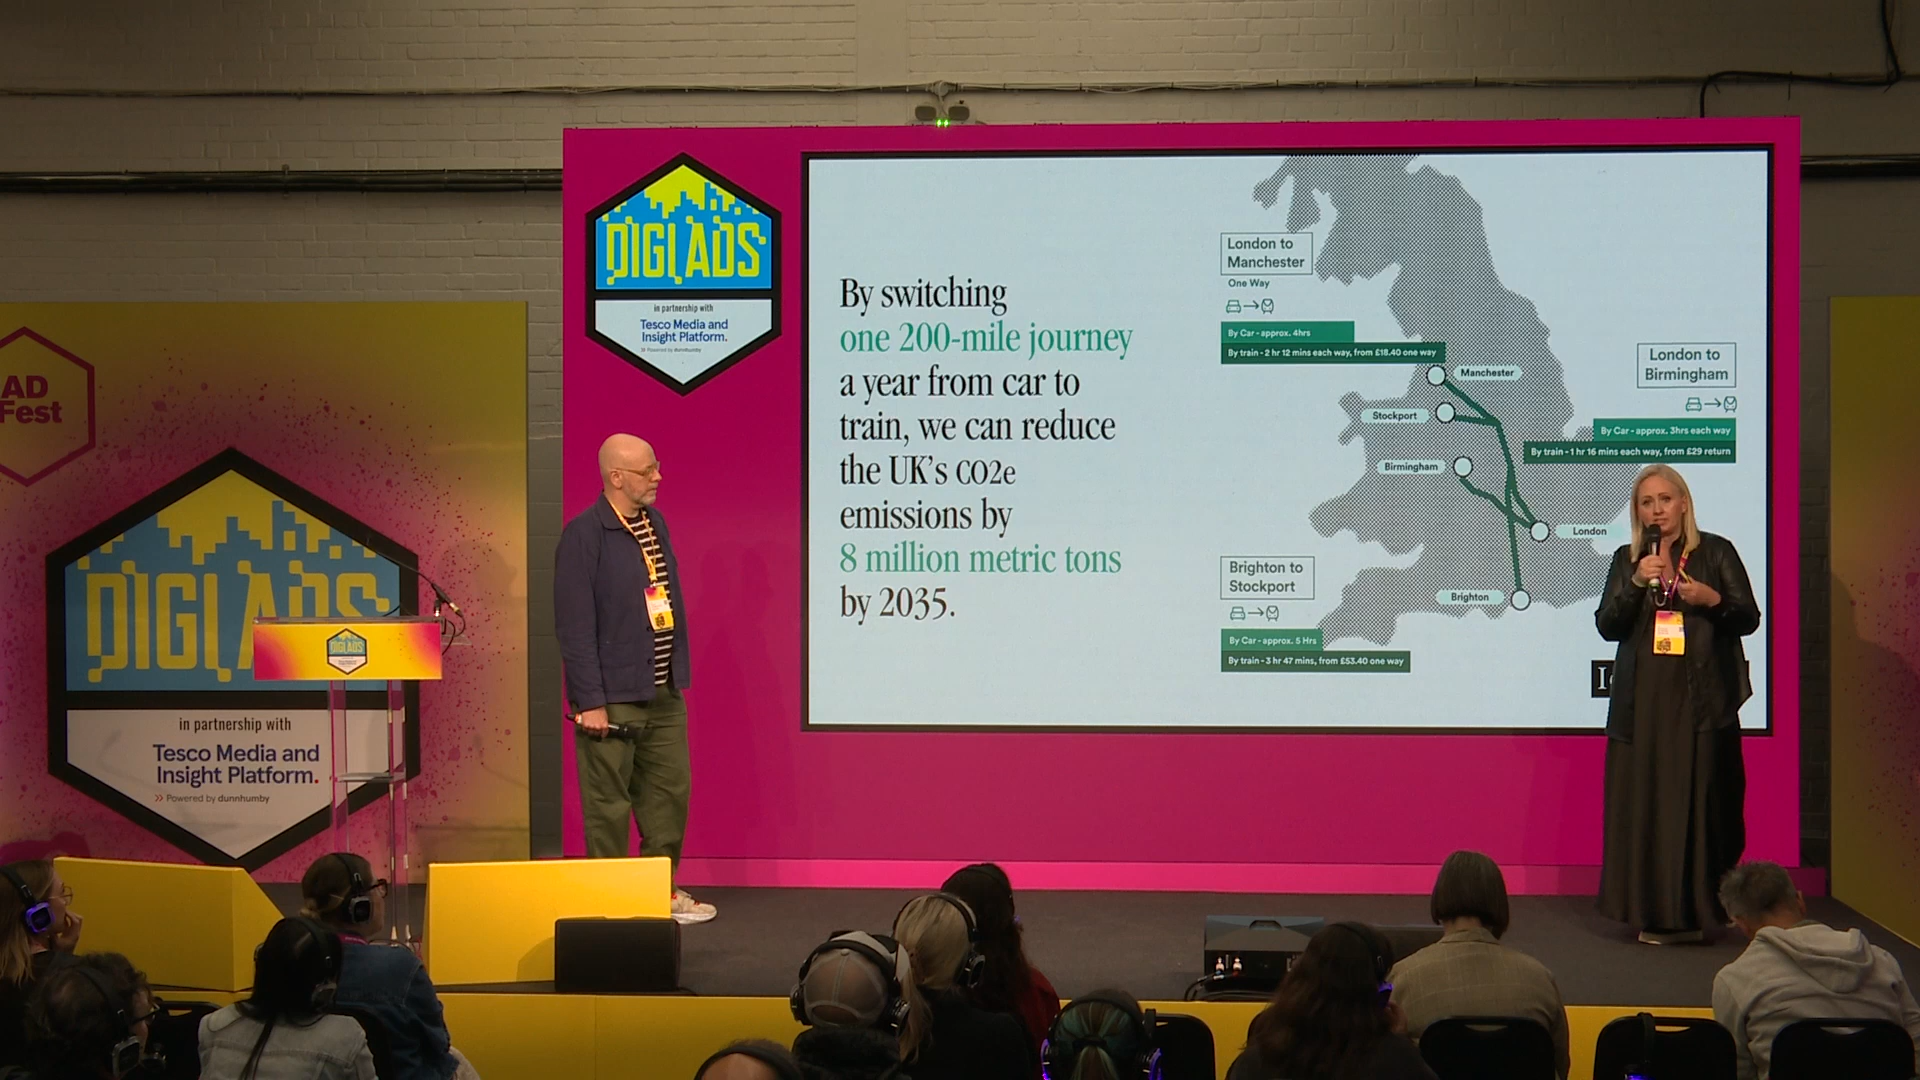 DIGILADS
in partnership with
Tesco Media and
Insight Platform.
Powered by dunnhumby
By switching
one 200-mile journey
a year from car to
train, we can reduce
the UK's CO2e
emissions by
8 million metric tons
by 2035.
London to
Manchester
One Way
By Car - approx. 4hrs
By train - 2 hr 12 mins each way, from £18.40 one way
Manchester
Stockport
Birmingham
London
Brighton
London to
Birmingham
By Car - approx. 3hrs each way
By train - 1 hr 16 mins each way, from £29 return
Brighton to
Stockport
By Car - approx. 5 Hrs
By train - 3 hr 47 mins, from £53.40 one way
AD
Fest
in partnership with
Tesco Media and
Insight Platform.
Powered by dunnhumby